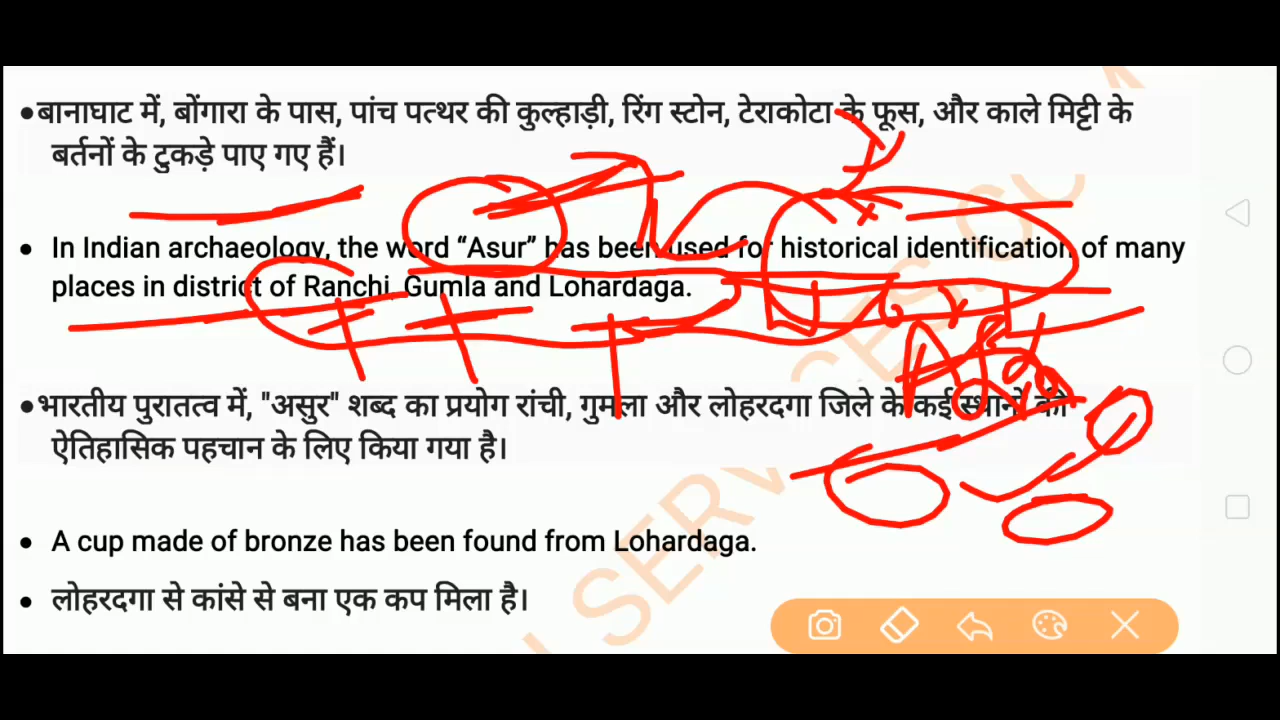 •बानाघाट में, बोंगारा के पास, पांच पत्थर की कुल्हाड़ी, रिंग स्टोन, टेराकोटा के फूस, और काले मिट्टी के
बर्तनों के टुकड़े पाए गए हैं।
• In Indian archaeology, the word “Asur” has been used for historical identification of many
places in district of Ranchi, Gumla and Lohardaga.
•भारतीय पुरातत्व में, "असुर" शब्द का प्रयोग रांची, गुमला और लोहरदगा जिले के कई स्थानों की
ऐतिहासिक पहचान के लिए किया गया है।
• A cup made of bronze has been found from Lohardaga.
• लोहरदगा से कांसे से बना एक कप मिला है।